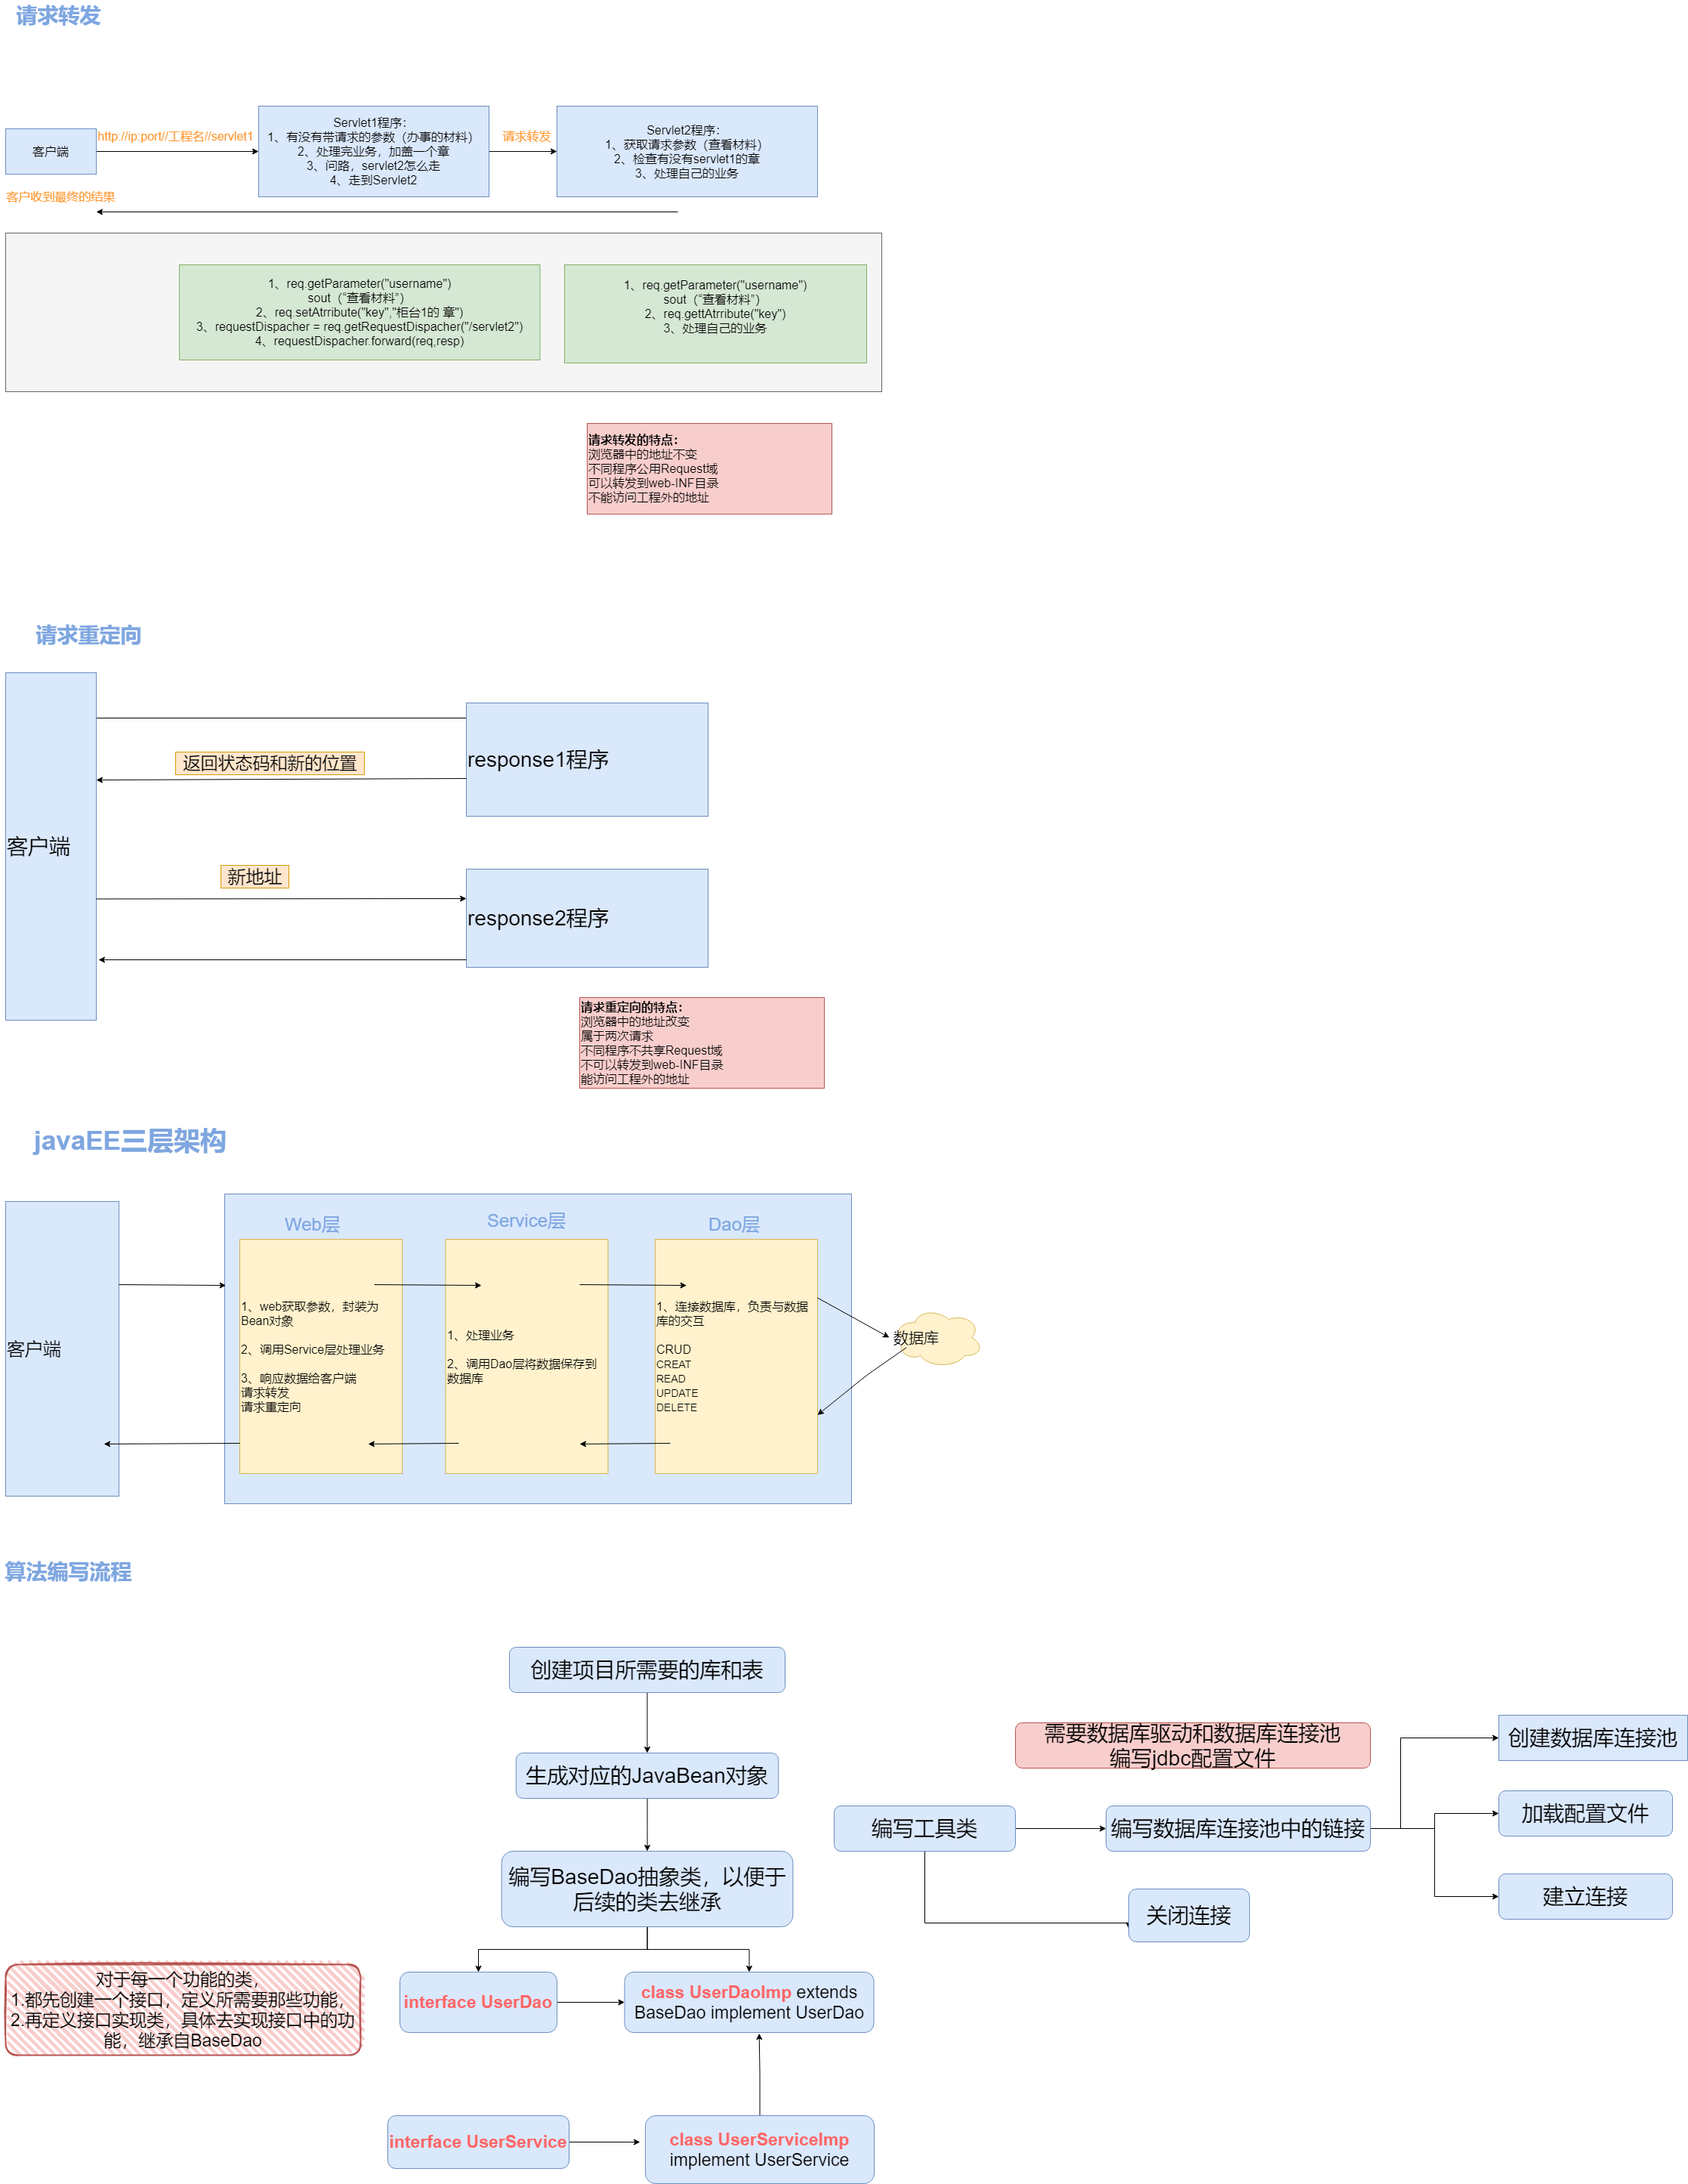 请求转发
客户端
http://ip:port//工程名//servlet1
Servlet1程序：
1、有没有带请求的参数（办事的材料）
2、处理完业务，加盖一个章
3、问路，servlet2怎么走
4、走到Servlet2
请求转发
Servlet2程序：
1、获取请求参数（查看材料）
2、检查有没有servlet1的章
3、处理自己的业务
客户收到最终的结果
1、req.getParameter("username")
sout（“查看材料”）
2、req.setAtrribute("key","柜台1的 章")
3、requestDispacher = req.getRequestDispacher("/servlet2")
4、requestDispacher.forward(req,resp)
1、req.getParameter("username")
sout（“查看材料”）
2、req.gettAtrribute("key")
3、处理自己的业务
请求转发的特点：
浏览器中的地址不变
不同程序公用Request域
可以转发到web-INF目录
不能访问工程外的地址
请求重定向
客户端
response1程序
返回状态码和新的位置
新地址
response2程序
请求重定向的特点：
浏览器中的地址改变
属于两次请求
不同程序不共享Request域
不可以转发到web-INF目录
能访问工程外的地址
javaEE三层架构
客户端
Web层
1、web获取参数，封装为
Bean对象
2、调用Service层处理业务
3、响应数据给客户端
请求转发
请求重定向
Service层
1、处理业务
2、调用Dao层将数据保存到
数据库
Dao层
1、连接数据库，负责与数据
库的交互
CRUD
CREAT
READ
UPDATE
DELETE
数据库
算法编写流程
创建项目所需要的库和表
生成对应的JavaBean对象
编写BaseDao抽象类，以便于
后续的类去继承
需要数据库驱动和数据库连接池
编写jdbc配置文件
编写工具类
编写数据库连接池中的链接
创建数据库连接池
加载配置文件
建立连接
关闭连接
对于每一个功能的类，
1.都先创建一个接口，定义所需要那些功能，
2.再定义接口实现类，具体去实现接口中的功
能，继承自BaseDao
interface UserDao
class UserDaoImp extends
BaseDao implement UserDao
interface UserService
class UserServiceImp
implement UserService